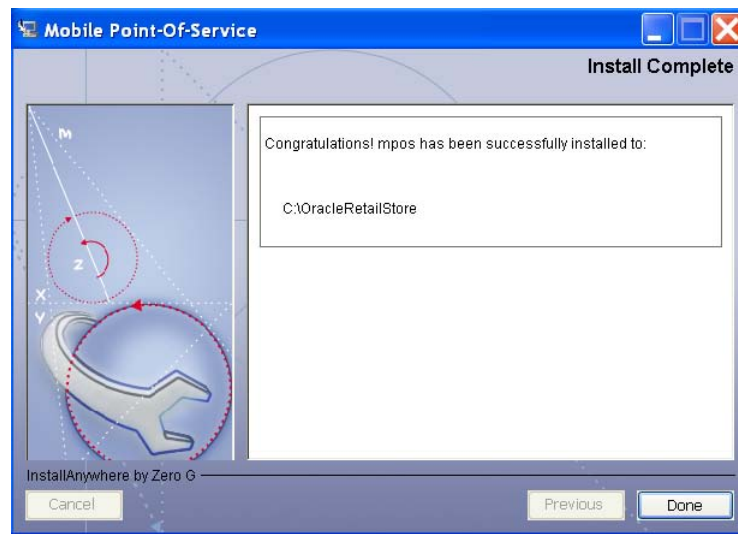 Mobile Point-Of-Service
Install Complete
M
Z
X
Y
Congratulations! mpos has been successfully installed to:
C:\OracleRetailStore
InstallAnywhere by Zero G
Cancel
Previous
Done